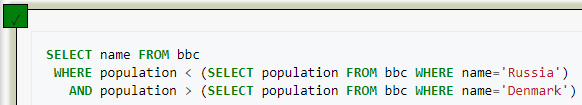 ✓
SELECT name FROM bbc
WHERE population < (SELECT population FROM bbc WHERE name='Russia')
AND population > (SELECT population FROM bbc WHERE name='Denmark')